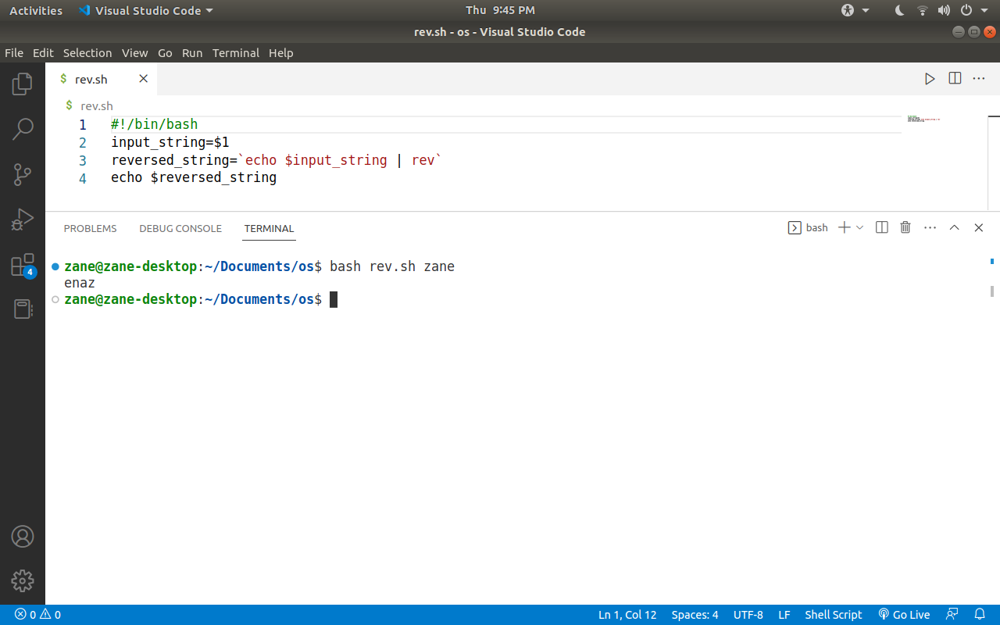 Activities Visual Studio Code Thu 9:45 PM
rev.sh - os - Visual Studio Code
File Edit Selection View Go Run Terminal Help
$ rev.sh
$ rev.sh
1 #!/bin/bash
2 input_string=$1
3 reversed_string=`echo $input_string | rev`
4 echo $reversed_string
PROBLEMS DEBUG CONSOLE TERMINAL bash
zane@zane-desktop:~/Documents/os$ bash rev.sh zane
enaz
zane@zane-desktop:~/Documents/os$
4
0 0 Ln 1, Col 12 Spaces: 4 UTF-8 LF Shell Script Go Live